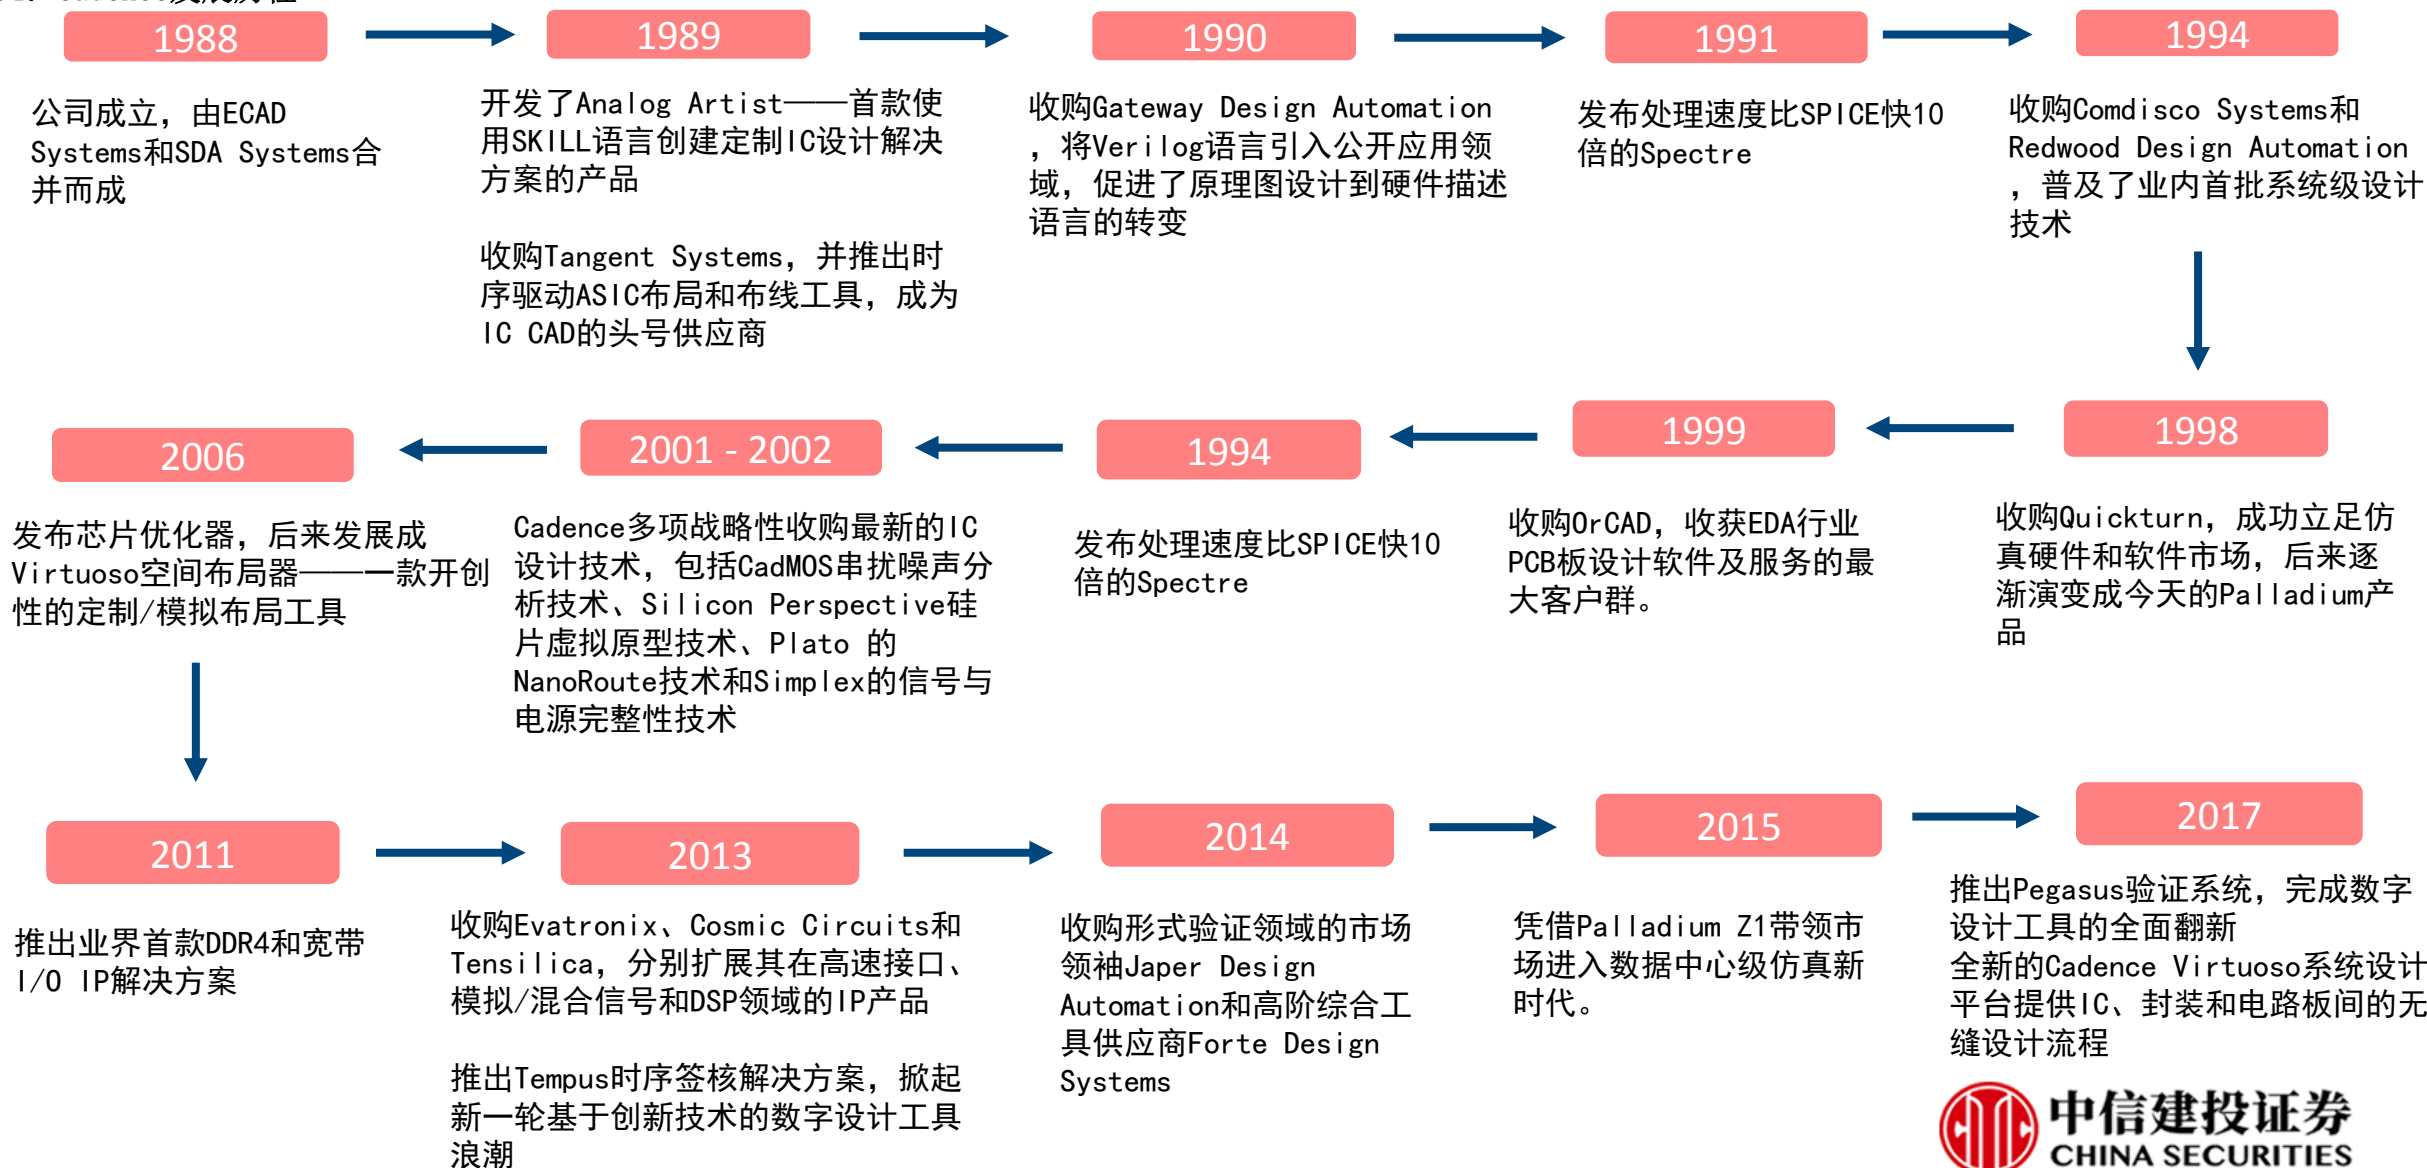 1988
公司成立，由ECAD
Systems和SDA Systems合
并而成
1989
开发了Analog Artist——首款使
用SKILL语言创建定制IC设计解决
方案的产品
收购Tangent Systems，并推出时
序驱动ASIC布局和布线工具，成为
IC CAD的头号供应商
1990
收购Gateway Design Automation
，将Verilog语言引入公开应用领
域，促进了原理图设计到硬件描述
语言的转变
1991
发布处理速度比SPICE快10
倍的Spectre
1994
收购Comdisco Systems和
Redwood Design Automation
，普及了业内首批系统级设计
技术
1998
收购Quickturn，成功立足仿
真硬件和软件市场，后来逐
渐演变成今天的Palladium产
品
1999
收购OrCAD，收获EDA行业
PCB板设计软件及服务的最
大客户群。
1994
发布处理速度比SPICE快10
倍的Spectre
2001 - 2002
Cadence多项战略性收购最新的IC
设计技术，包括CadMOS串扰噪声分
析技术、Silicon Perspective硅
片虚拟原型技术、Plato 的
NanoRoute技术和Simplex的信号与
电源完整性技术
2006
发布芯片优化器，后来发展成
Virtuoso空间布局器——一款开创
性的定制/模拟布局工具
2011
推出业界首款DDR4和宽带
I/O IP解决方案
2013
收购Evatronix、Cosmic Circuits和
Tensilica，分别扩展其在高速接口、
模拟/混合信号和DSP领域的IP产品
推出Tempus时序签核解决方案，掀起
新一轮基于创新技术的数字设计工具
浪潮
2014
收购形式验证领域的市场
领袖Japer Design
Automation和高阶综合工
具供应商Forte Design
Systems
2015
凭借Palladium Z1带领市
场进入数据中心级仿真新
时代。
2017
推出Pegasus验证系统，完成数字
设计工具的全面翻新
全新的Cadence Virtuoso系统设计
平台提供IC、封装和电路板间的无
缝设计流程
中信建投证券
CHINA SECURITIES